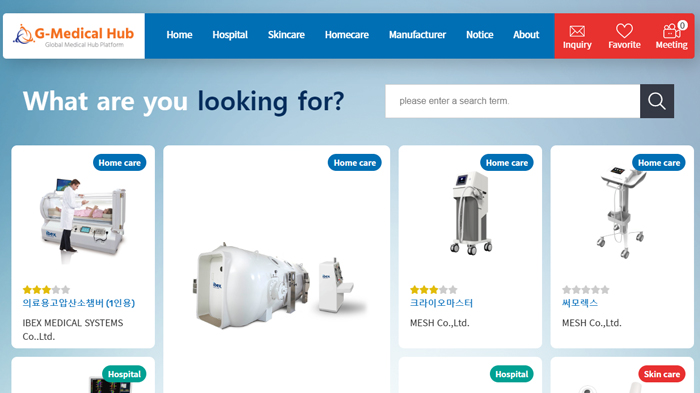 G-Medical Hub
Global Medical Hub Platform
Home
Hospital
Skincare
Homecare
Manufacturer
Notice
About
Inquiry
Favorite
0
Meeting
What are you looking for?
please enter a search term.
Home care
ibex
의료용고압산소챔버 (1인용)
IBEX MEDICAL SYSTEMS
Co..Ltd.
Home care
ibex
Home care
크라이오마스터
MESH Co.,Ltd.
Home care
써모렉스
MESH Co.,Ltd.
Hospital
Hospital
Skin care